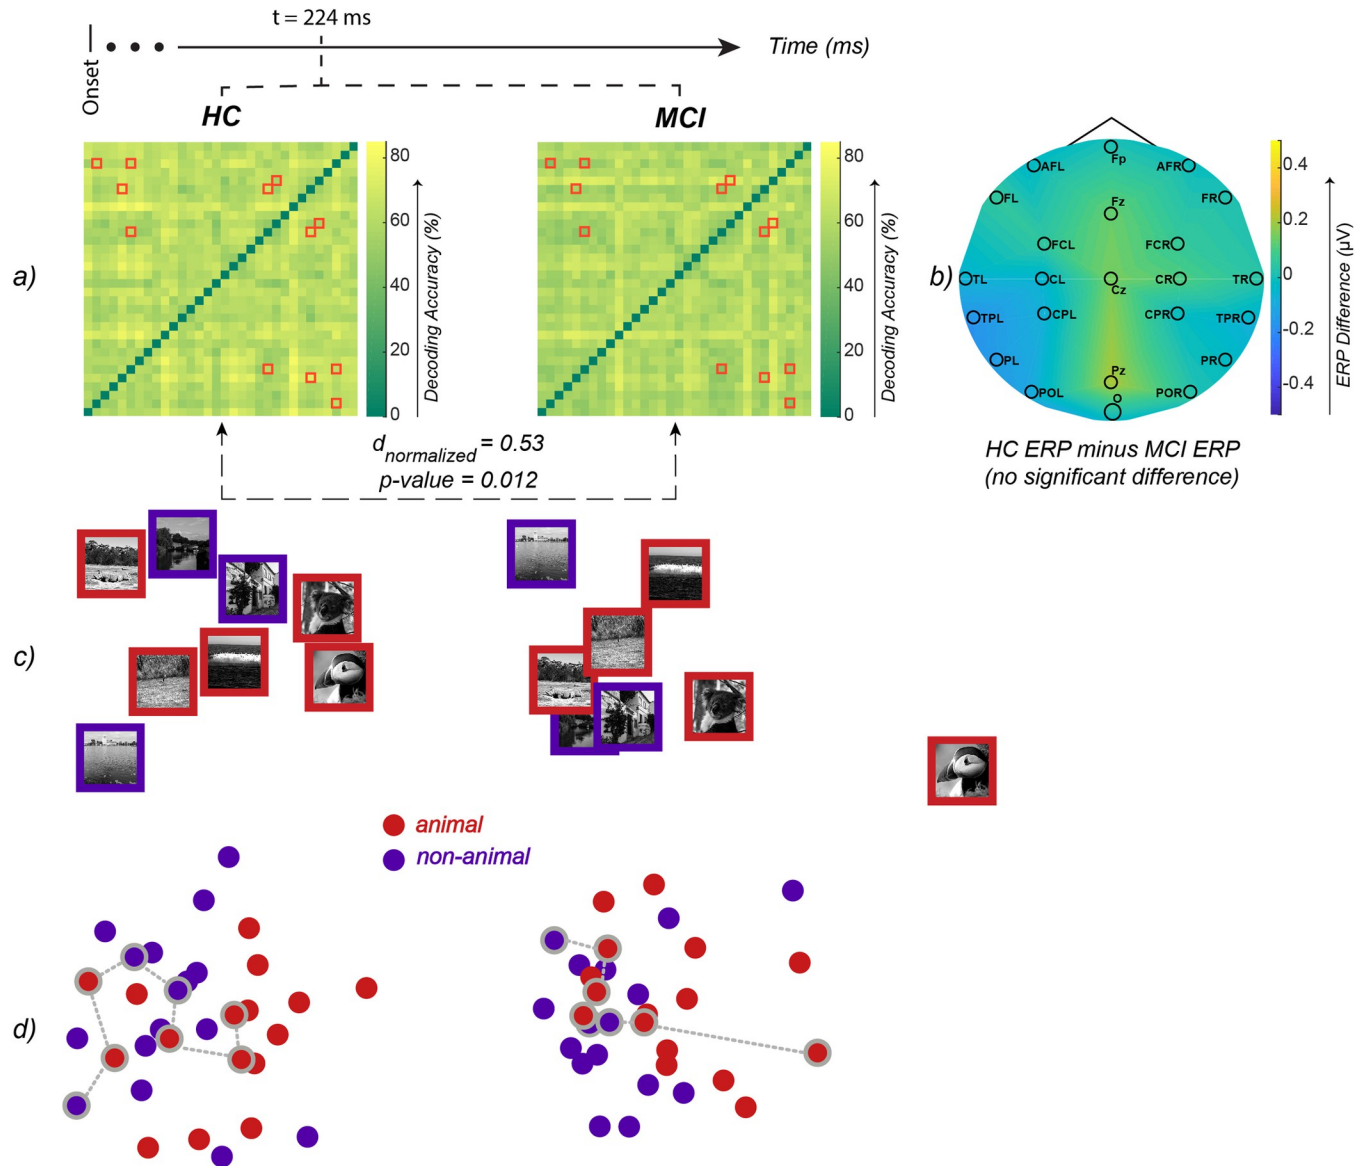 t = 224 ms
Time (ms)
Onset
HC
MCI
a)
80
60
40
20
0
Decoding Accuracy (%)
80
60
40
20
0
Decoding Accuracy (%)
b)
Fp
AFL
AFR
FL
FR
Fz
FCL
FCR
TL
CL
Cz
CR
TR
TPL
CPL
CPR
TPR
PL
Pz
PR
POL
O
POR
0.4
0.2
0
-0.2
-0.4
ERP Difference (µV)
HC ERP minus MCI ERP
(no significant difference)
dnormalized = 0.53
p-value = 0.012
c)
animal
non-animal
d)